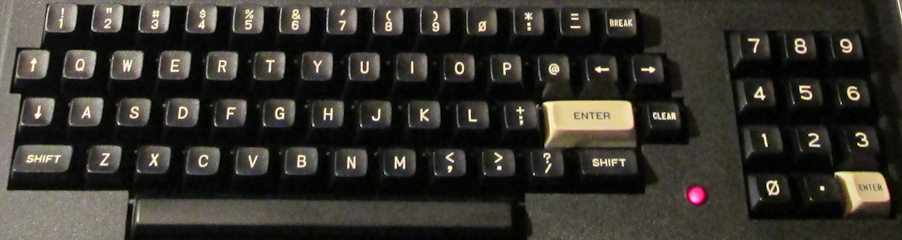 ! 1 " 2 # 3 $ 4 % 5 & 6 ' 7 ( 8 ) 9 Ø * : = - BREAK
↑ Q W E R T Y U I O P @ ← → 7 8 9
↓ A S D F G H J K L + ; ENTER CLEAR 4 5 6
SHIFT Z X C V B N M < , > . ? / SHIFT 1 2 3
Ø . ENTER